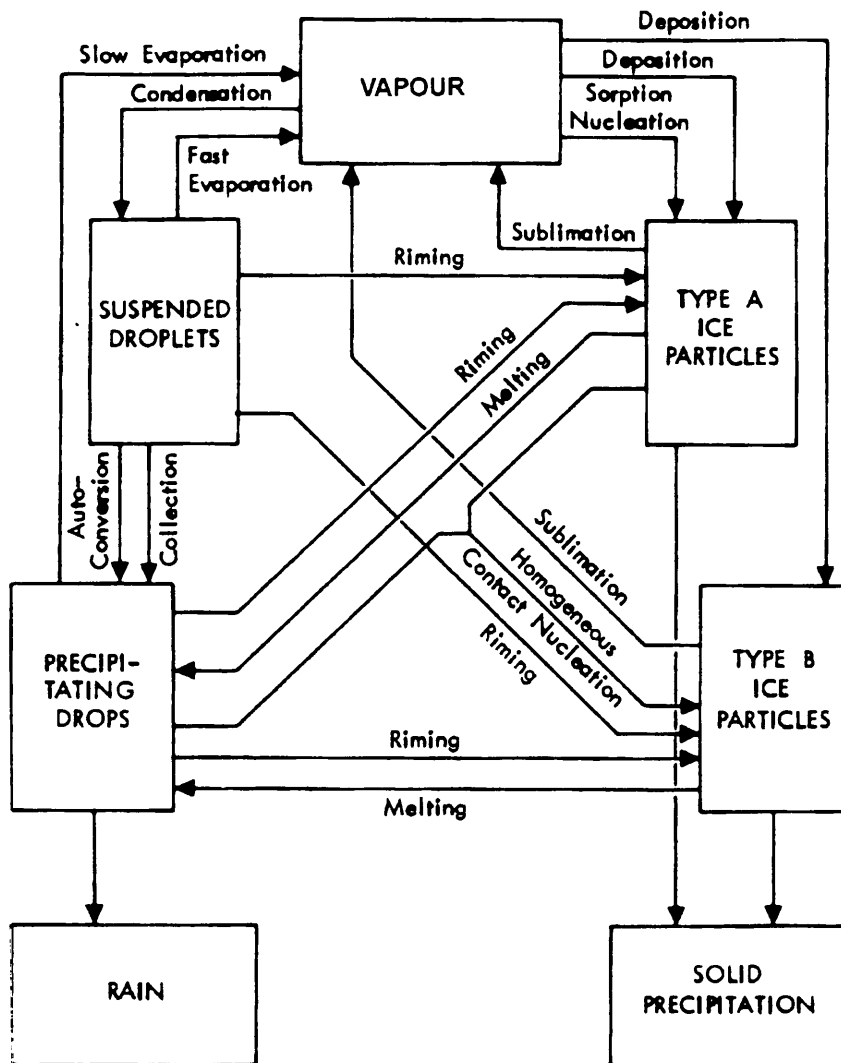 Deposition
Slow Evaporation
Deposition
VAPOUR
Condensation
Sorption
Nucleation
Fast
Evaporation
Sublimation
Riming
SUSPENDED
DROPLETS
TYPE A
ICE
PARTICLES
Riming
Melting
Auto-
Conversion
Collection
Sublimation
Homogeneous
Contact Nucleation
Riming
PRECIPI-
TATING
DROPS
TYPE B
ICE
PARTICLES
Riming
Melting
RAIN
SOLID
PRECIPITATION